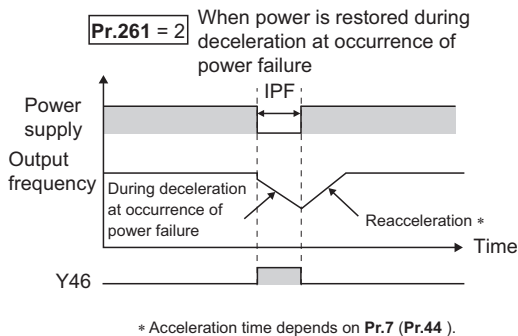 Pr.261 = 2
When power is restored during
deceleration at occurrence of
power failure
IPF
Power
supply
Output
frequency
During deceleration
at occurrence of
power failure
Reacceleration *
Time
Y46
* Acceleration time depends on Pr.7 (Pr.44 ).